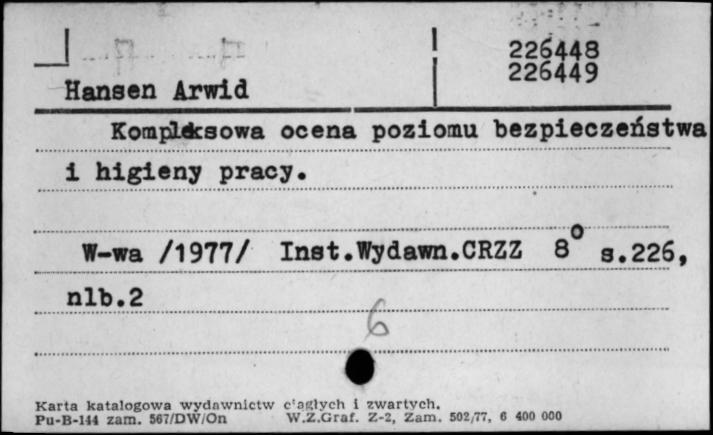 226448
226449
Hansen Arwid
Kompleksowa ocena poziomu bezpieczeństwa
i higieny pracy.
W-wa /1977/ Inst.Wydawn.CRZZ 8° s.226,
nlb.2
6
Karta katalogowa wydawnictw ciągłych i zwartych.
Pu-B-144 zam. 567/DW/On W.Z.Graf. Z-2, Zam. 502/77, 6 400 000